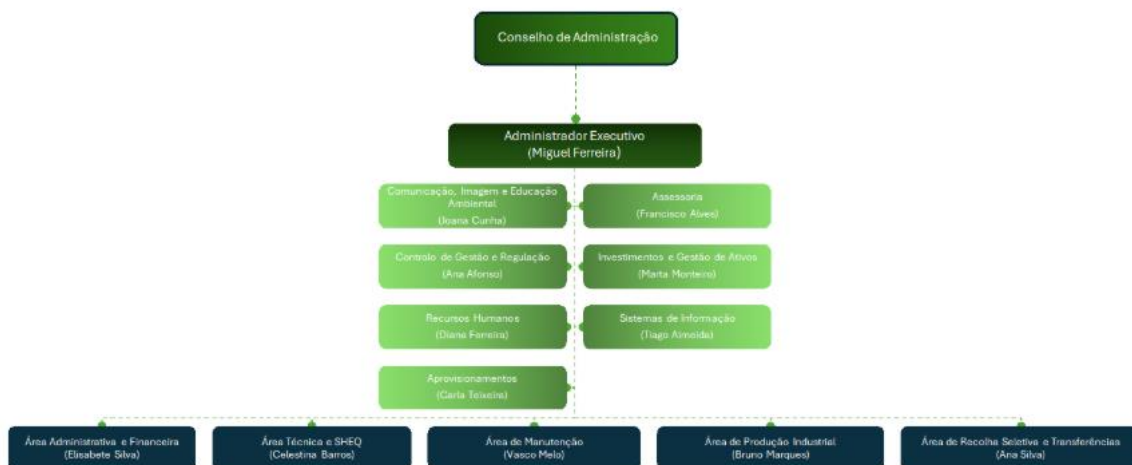 Conselho de Administração
Administrador Executivo
(Miguel Ferreira)
Comunicação, Imagem e Educação
Ambiental
(Joana Cunha)
Assessoria
(Francisco Alves)
Controlo de Gestão e Regulação
(Ana Afonso)
Investimentos e Gestão de Ativos
(Marta Monteiro)
Recursos Humanos
(Diana Ferreira)
Sistemas de Informação
(Tiago Almeida)
Aprovisionamentos
(Carla Teixeira)
Área Administrativa e Financeira
(Elisabete Silva)
Área Técnica e SHEQ
(Celestina Barros)
Área de Manutenção
(Vasco Melo)
Área de Produção Industrial
(Bruno Marques)
Área de Recolha Seletiva e Transferências
(Ana Silva)